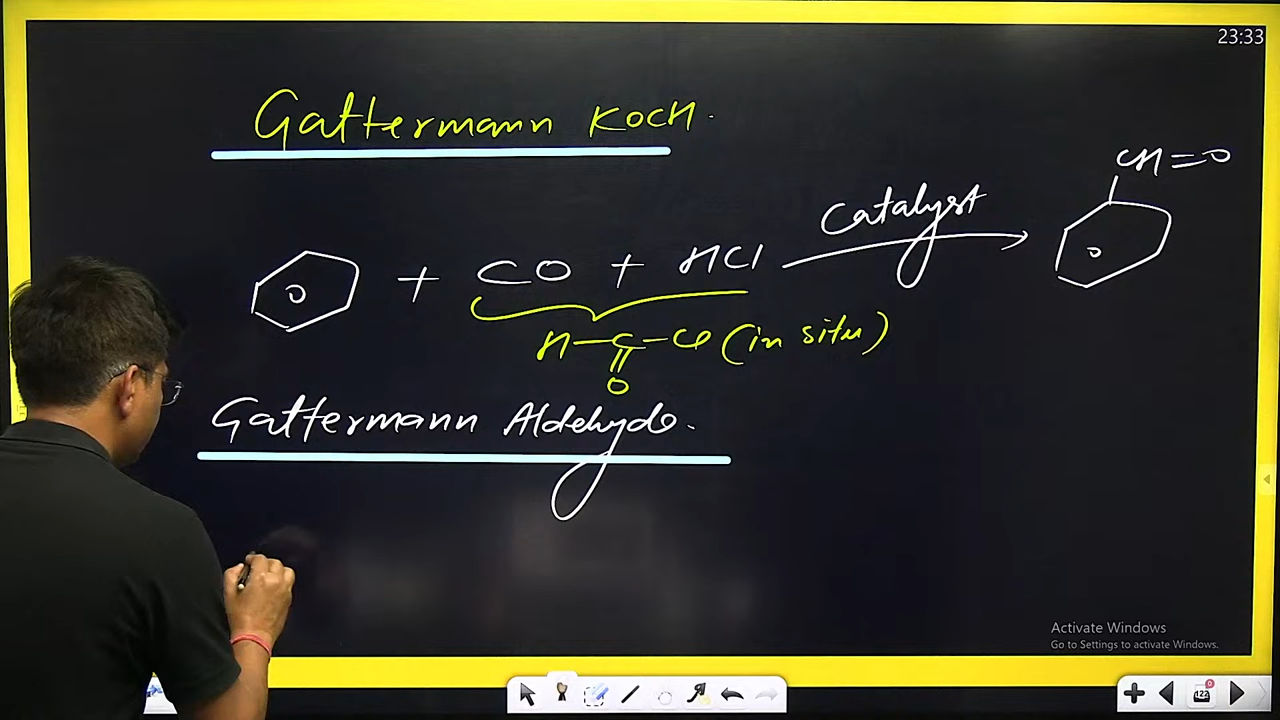 23:33
Gattermann Koch.
CH=O
+ CO + HCl
Catalyst
H-C-Cl (in situ)
O
Gattermann Aldehyde.
Activate Windows
Go to Settings to activate Windows.
122